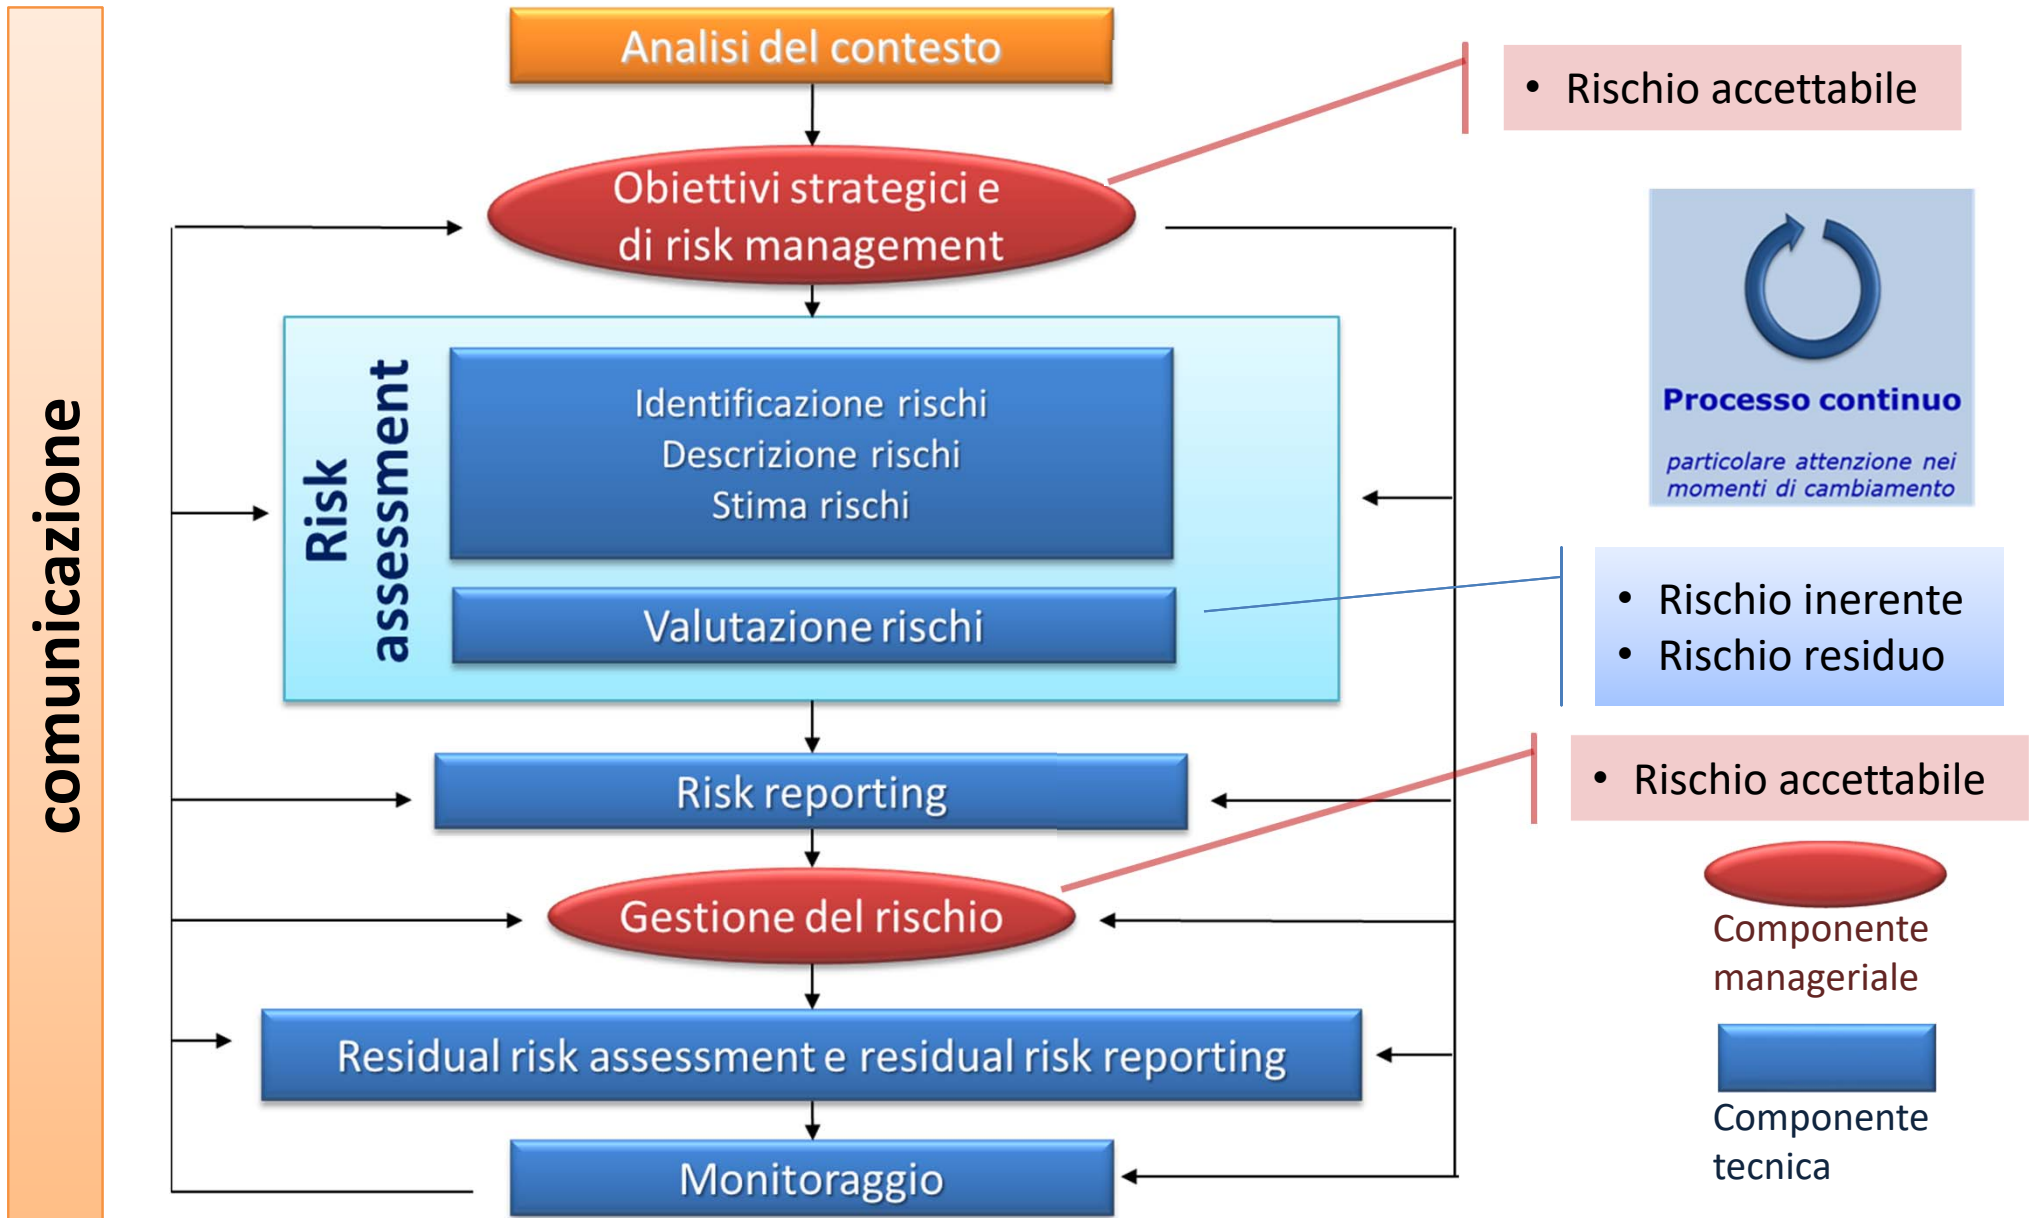 comunicazione
Analisi del contesto
• Rischio accettabile
Obiettivi strategici e
di risk management
Processo continuo
particolare attenzione nei
momenti di cambiamento
Risk
assessment
Identificazione rischi
Descrizione rischi
Stima rischi
Valutazione rischi
• Rischio inerente
• Rischio residuo
Risk reporting
• Rischio accettabile
Gestione del rischio
Componente
manageriale
Residual risk assessment e residual risk reporting
Componente
tecnica
Monitoraggio